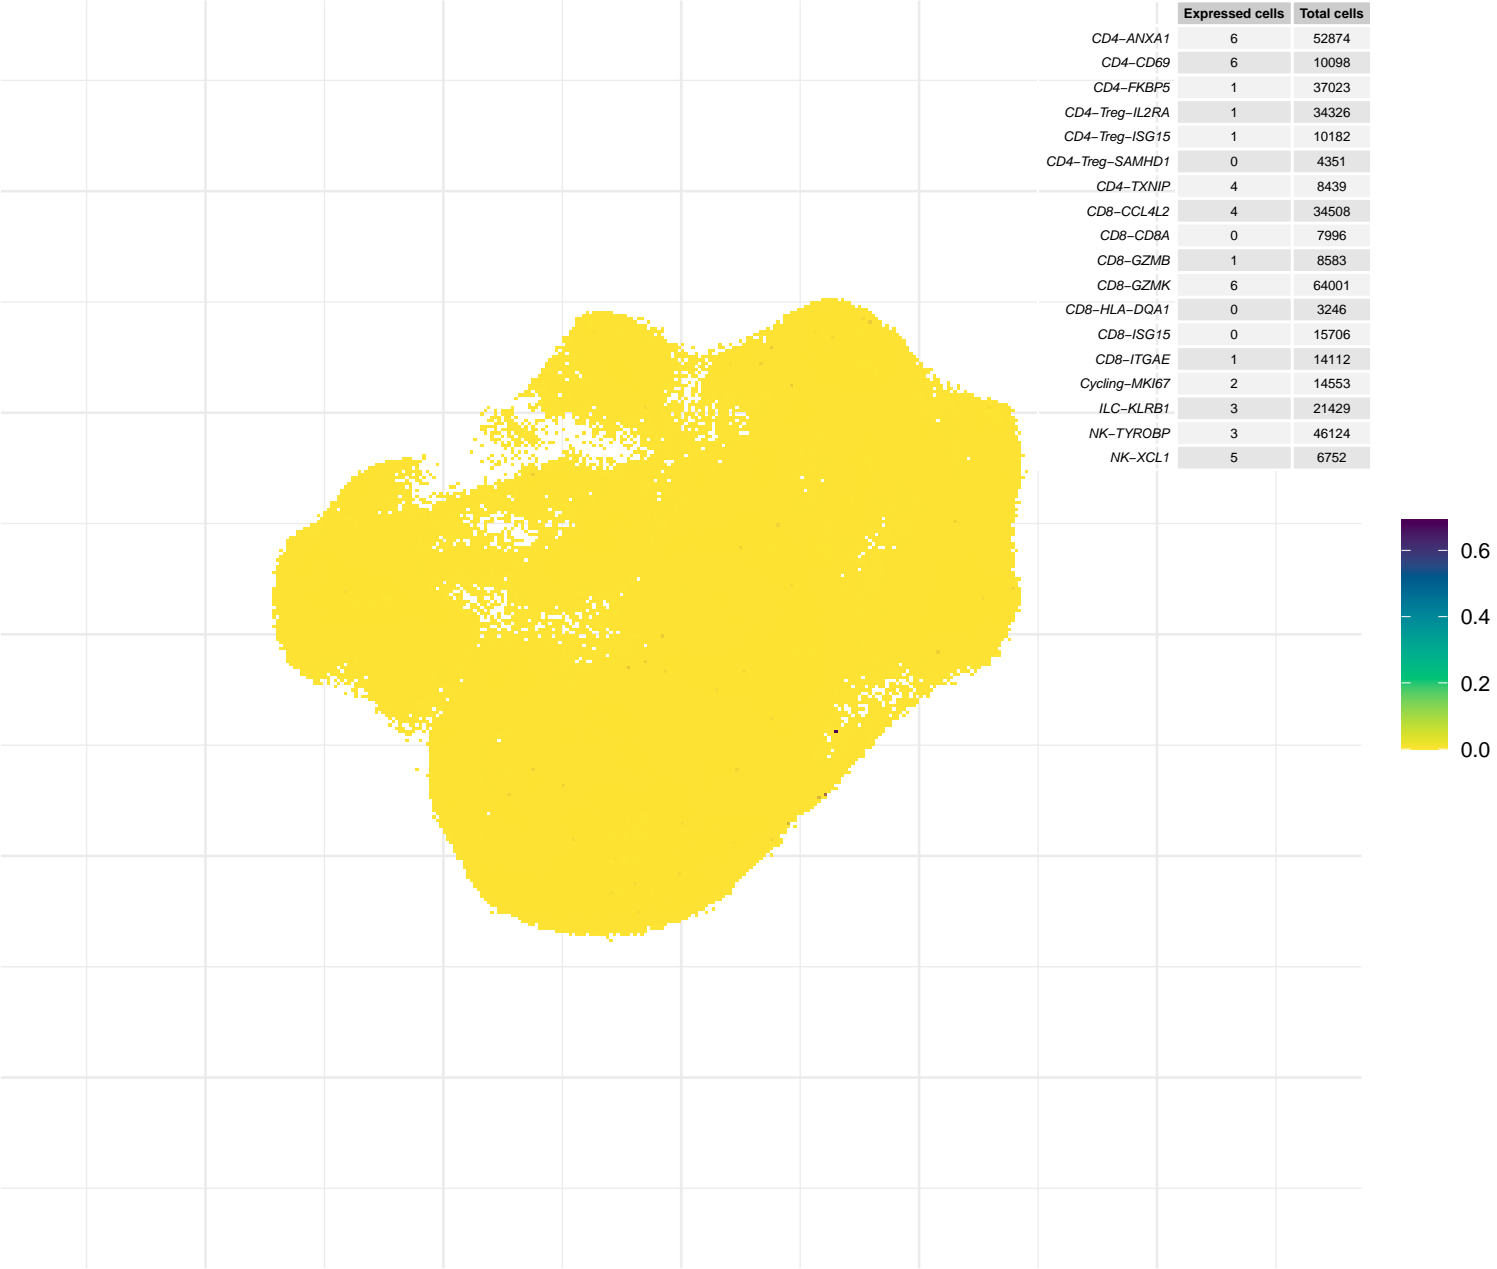 Expressed cells Total cells
CD4−ANXA1 6 52874
CD4−CD69 6 10098
CD4−FKBP5 1 37023
CD4−Treg−IL2RA 1 34326
CD4−Treg−ISG15 1 10182
CD4−Treg−SAMHD1 0 4351
CD4−TXNIP 4 8439
CD8−CCL4L2 4 34508
CD8−CD8A 0 7996
CD8−GZMB 1 8583
CD8−GZMK 6 64001
CD8−HLA−DQA1 0 3246
CD8−ISG15 0 15706
CD8−ITGAE 1 14112
Cycling−MKI67 2 14553
ILC−KLRB1 3 21429
NK−TYROBP 3 46124
NK−XCL1 5 6752
0.6
0.4
0.2
0.0